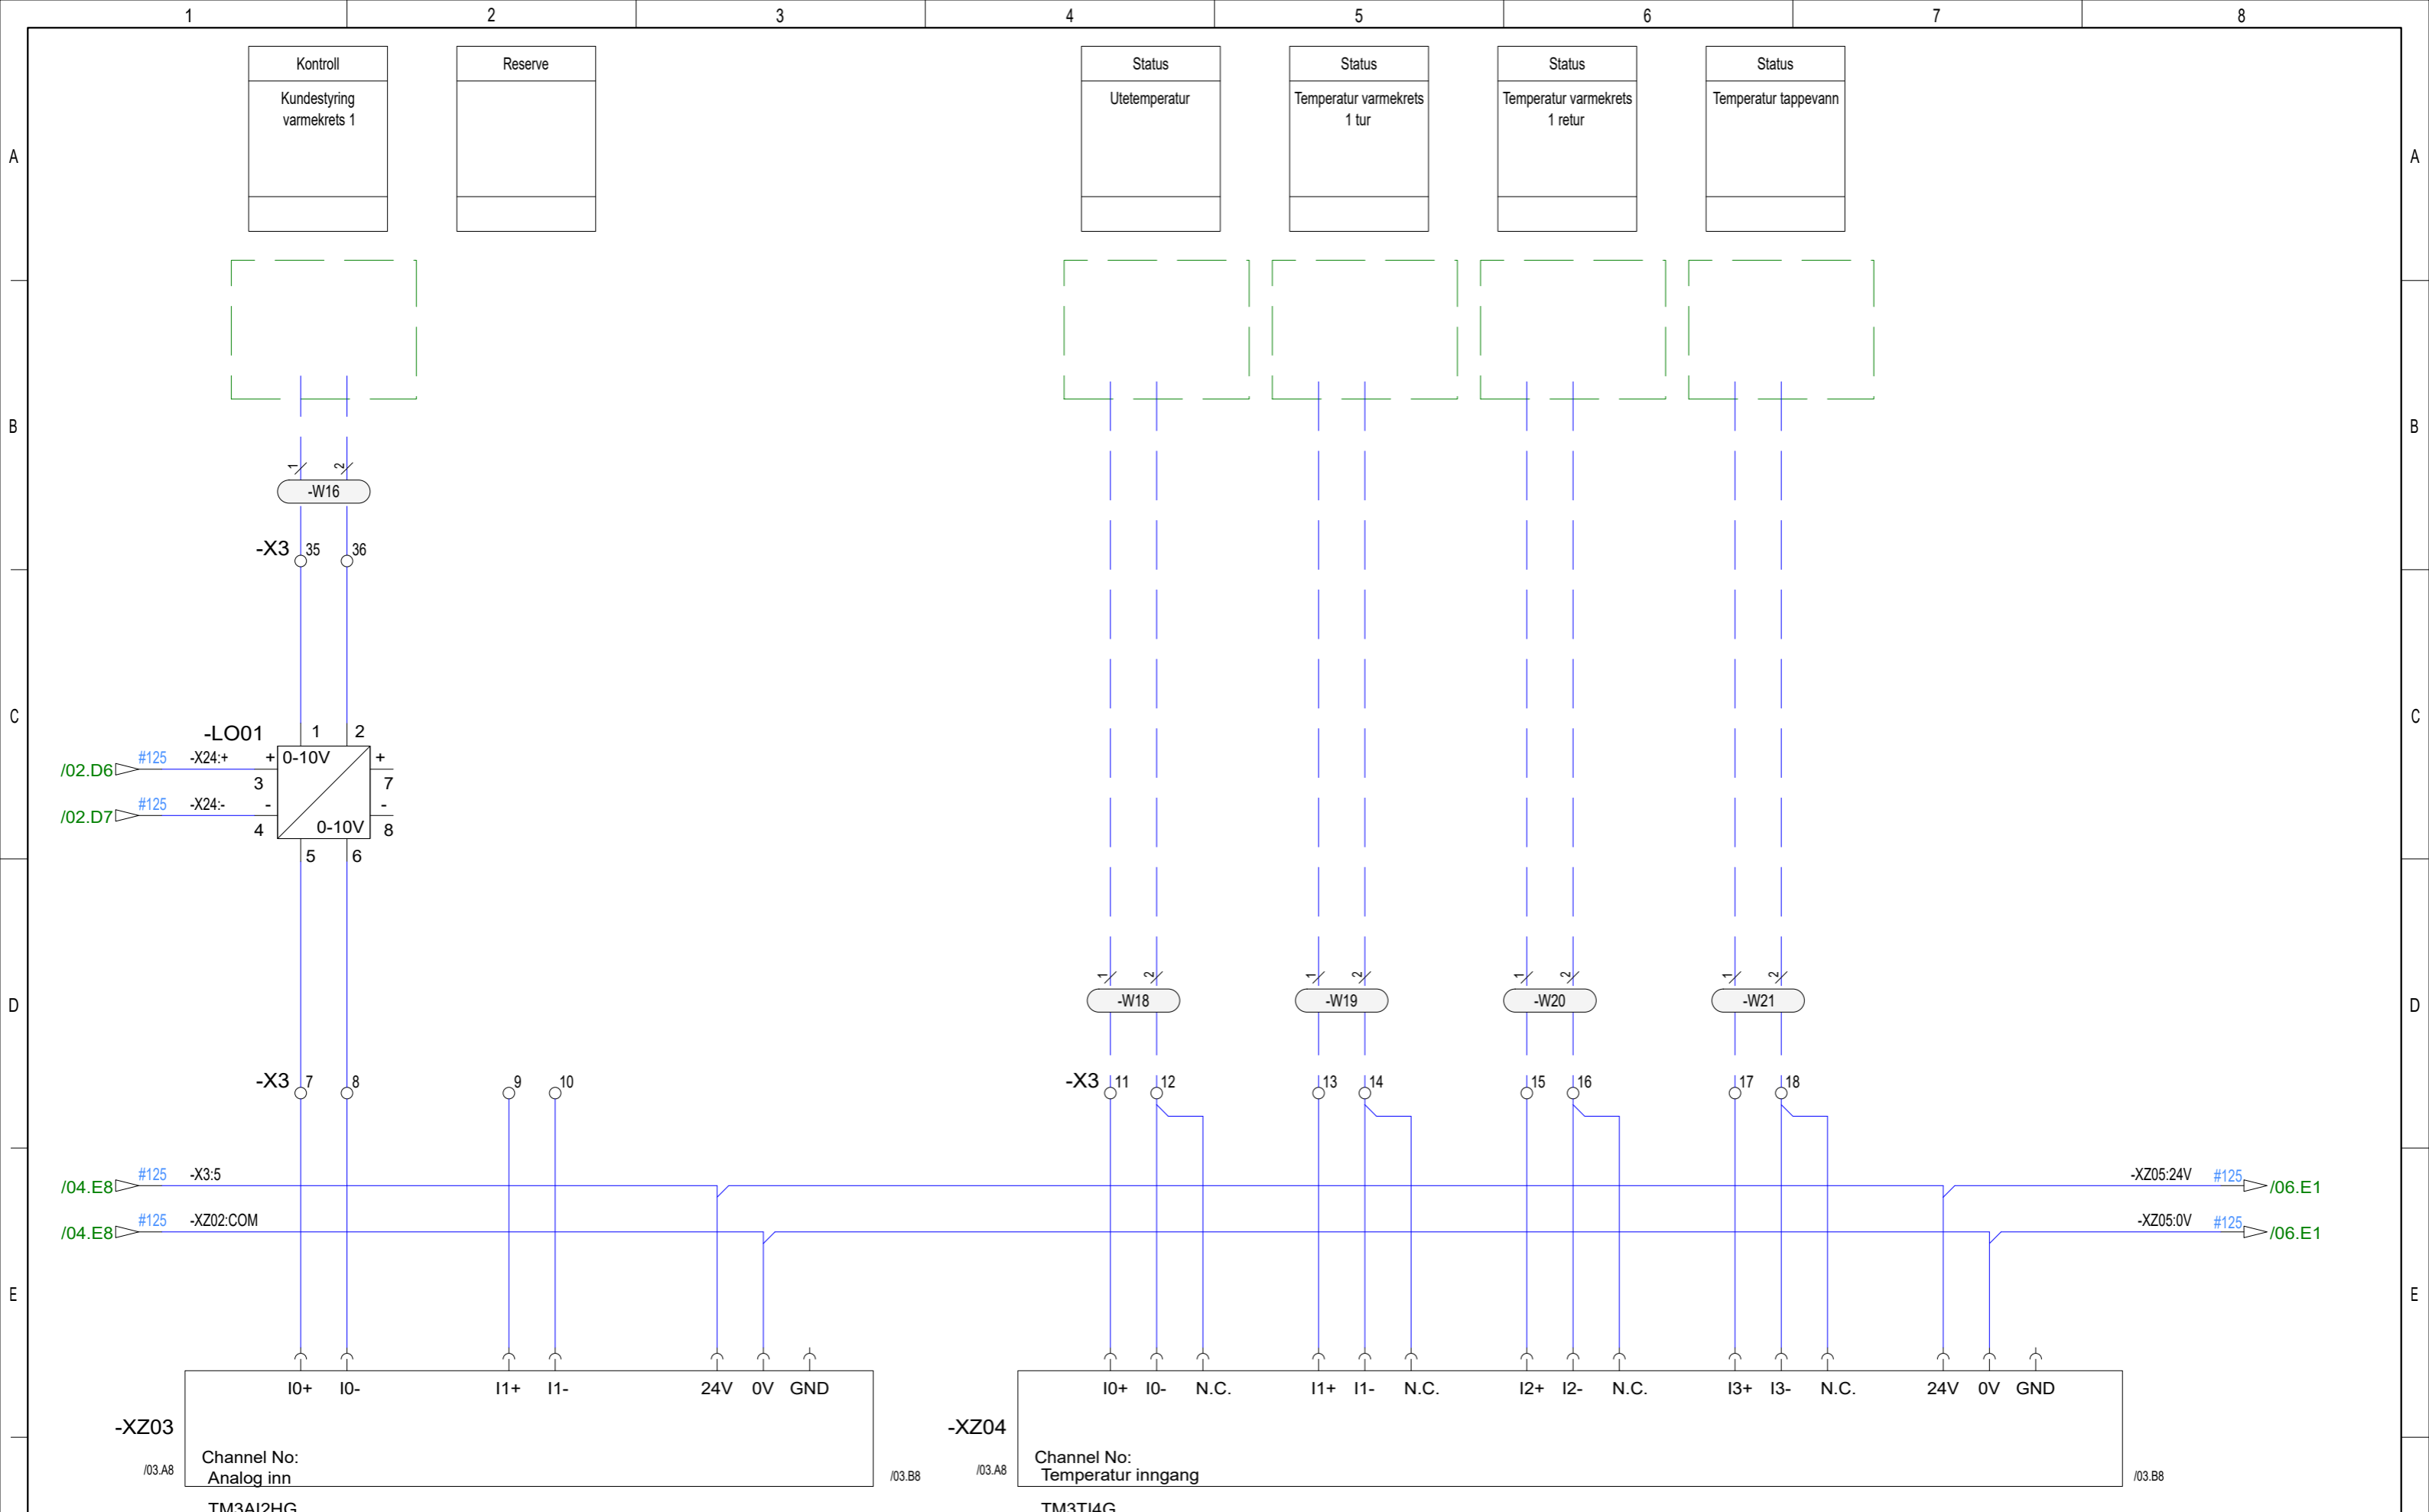 1 2 3 4 5 6 7 8
Kontroll
Kundestyring
varmekrets 1
Reserve
Status
Utetemperatur
Status
Temperatur varmekrets
1 tur
Status
Temperatur varmekrets
1 retur
Status
Temperatur tappevann
A A
B B
1 2
-W16
-X3 35 36
C C
-LO01 1 2
/02.D6 #125 -X24:+ + 0-10V +
3 7
/02.D7 #125 -X24:- - -
4 0-10V 8
5 6
1 2 1 2 1 2 1 2
D -W18 -W19 -W20 -W21 D
-X3 7 8 9 10 -X3 11 12 13 14 15 16 17 18
/04.E8 #125 -X3:5 -XZ05:24V #125 /06.E1
/04.E8 #125 -XZ02:COM -XZ05:0V #125 /06.E1
E E
I0+ I0- I1+ I1- 24V 0V GND I0+ I0- N.C. I1+ I1- N.C. I2+ I2- N.C. I3+ I3- N.C. 24V 0V GND
-XZ03 -XZ04
Channel No: Channel No:
/03.A8 Analog inn /03.B8 /03.A8 Temperatur inngang /03.B8
TM3AI2HG TM3TI4G